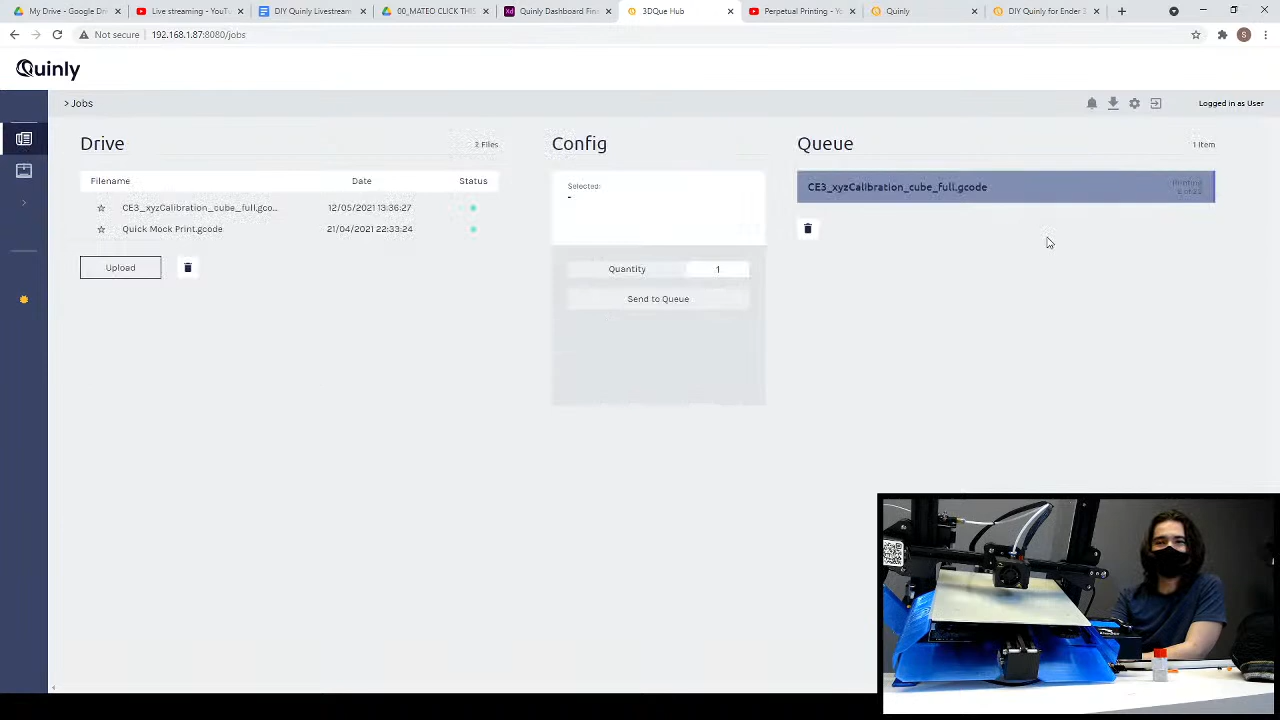 My Drive - Google Dr
Live streaming - YouTu
DIY Quinly Livestream
00_MATEO CLICK THIS
Quinly Dashboard Fin
3DQue Hub
Perpetual Printing - Yo
Quinly
DIY Quinly for Ender
Not secure
192.168.1.87:8080/jobs
Quinly
> Jobs
Logged in as User
Drive
2 Files
Config
Queue
1 Item
Filename
Date
Status
Selected:
-
CE3_xyzCalibration_cube_full.gcode
Printing
CE3_xyzCalibration_cube_full.gco...
12/05/2021 13:36:27
Quick Mock Print.gcode
21/04/2021 22:33:24
Upload
Quantity
1
Send to Queue